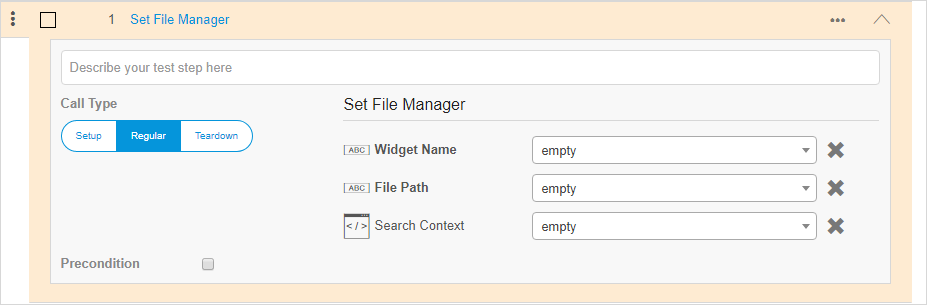 1 Set File Manager
Describe your test step here
Call Type
Setup Regular Teardown
Set File Manager
ABC Widget Name empty
ABC File Path empty
</> Search Context empty
Precondition